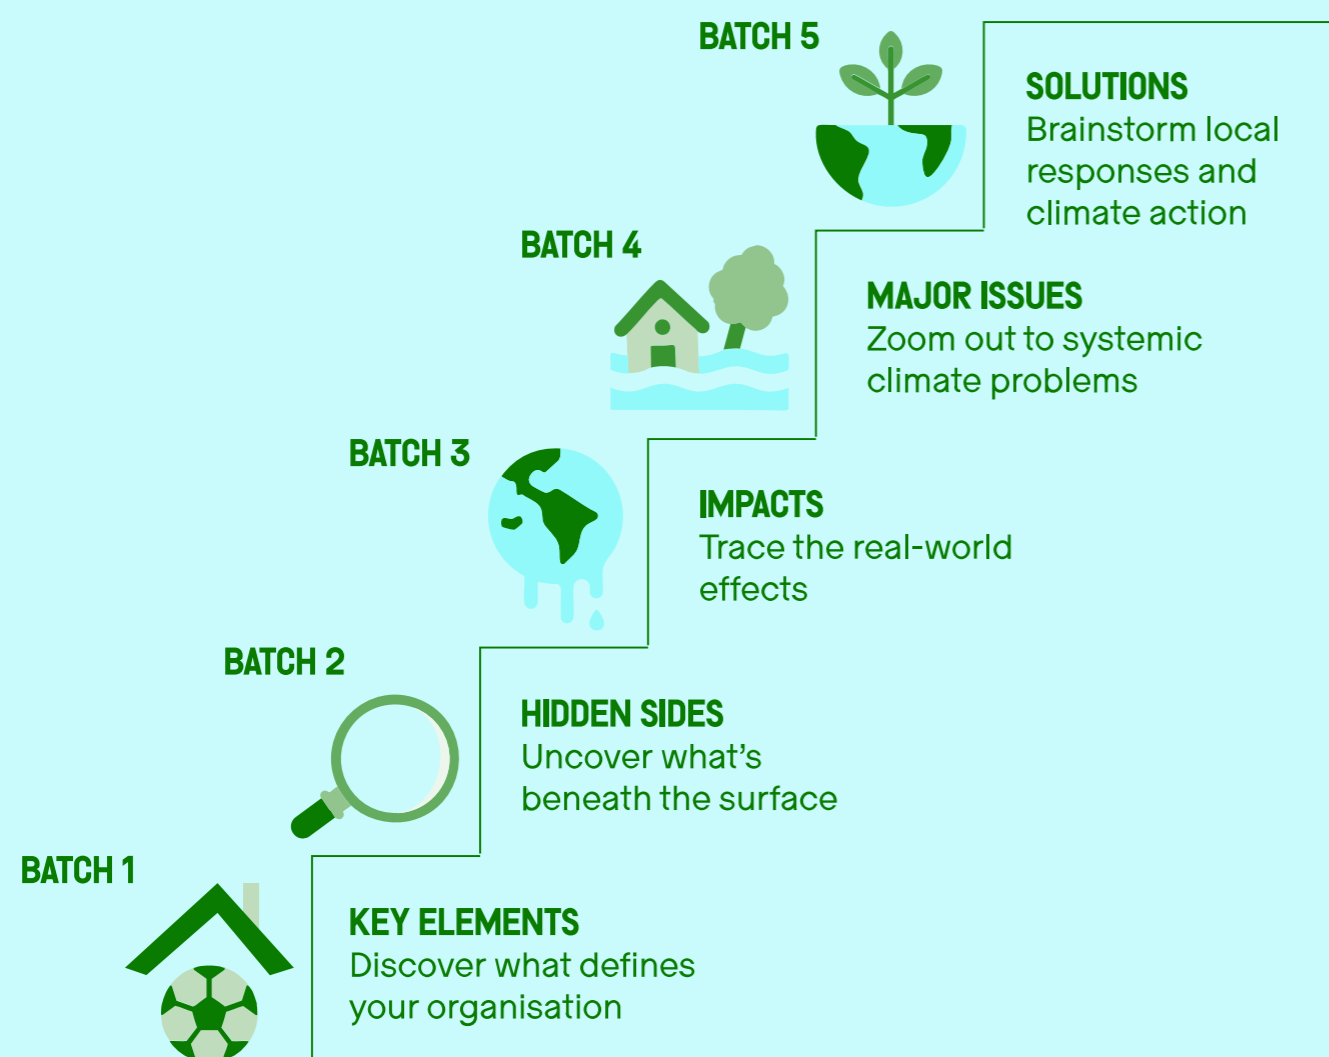 BATCH 5
SOLUTIONS
Brainstorm local
responses and
climate action
BATCH 4
MAJOR ISSUES
Zoom out to systemic
climate problems
BATCH 3
IMPACTS
Trace the real-world
effects
BATCH 2
HIDDEN SIDES
Uncover what's
beneath the surface
BATCH 1
KEY ELEMENTS
Discover what defines
your organisation